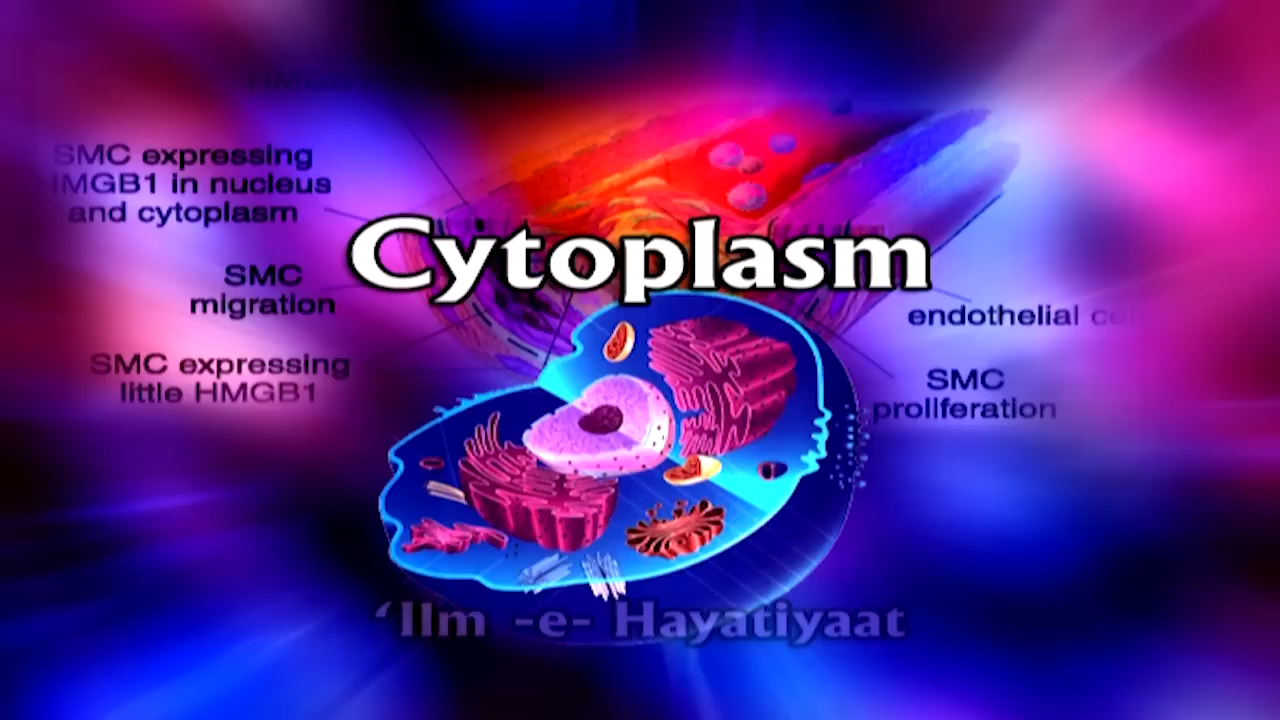 HMGB1
SMC expressing
HMGB1 in nucleus
and cytoplasm
SMC
migration
SMC expressing
little HMGB1
Cytoplasm
endothelial
SMC
proliferation
‘Ilm -e- Hayatiyaat